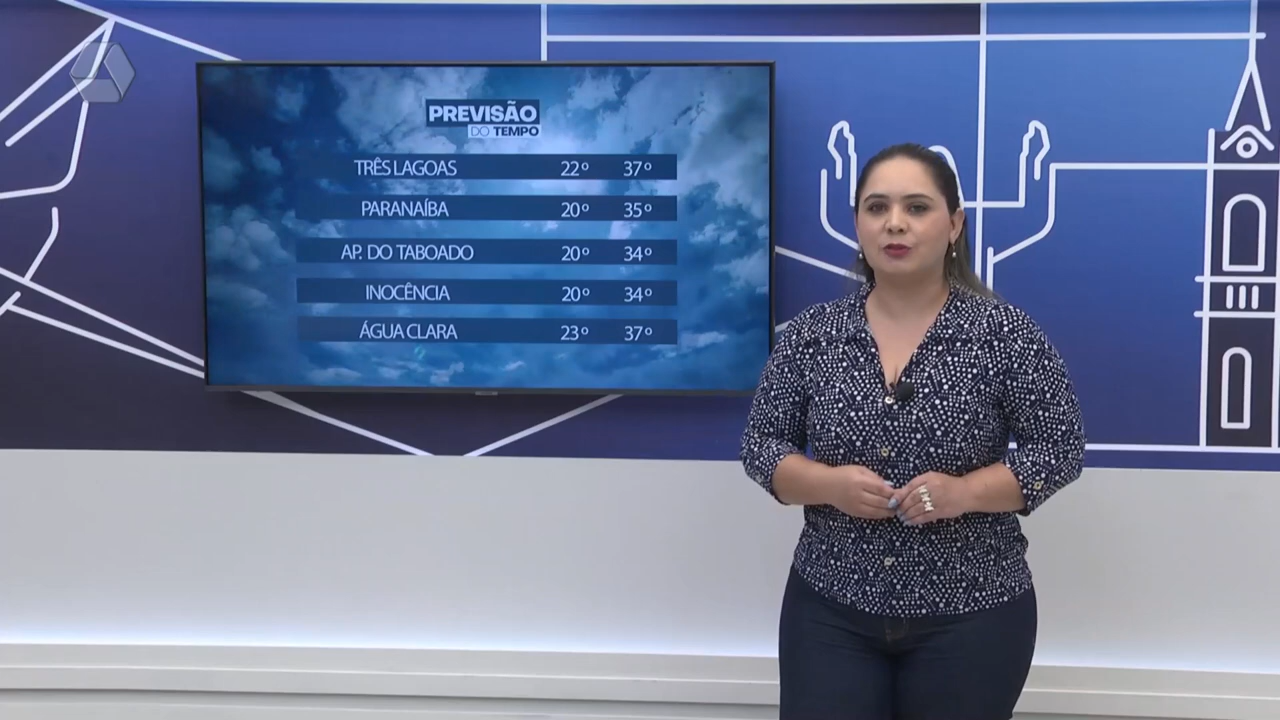 PREVISÃO
DO TEMPO
TRÊS LAGOAS 22º 37º
PARANAÍBA 20º 35º
AP. DO TABOADO 20º 34º
INOCÊNCIA 20º 34º
ÁGUA CLARA 23º 37º